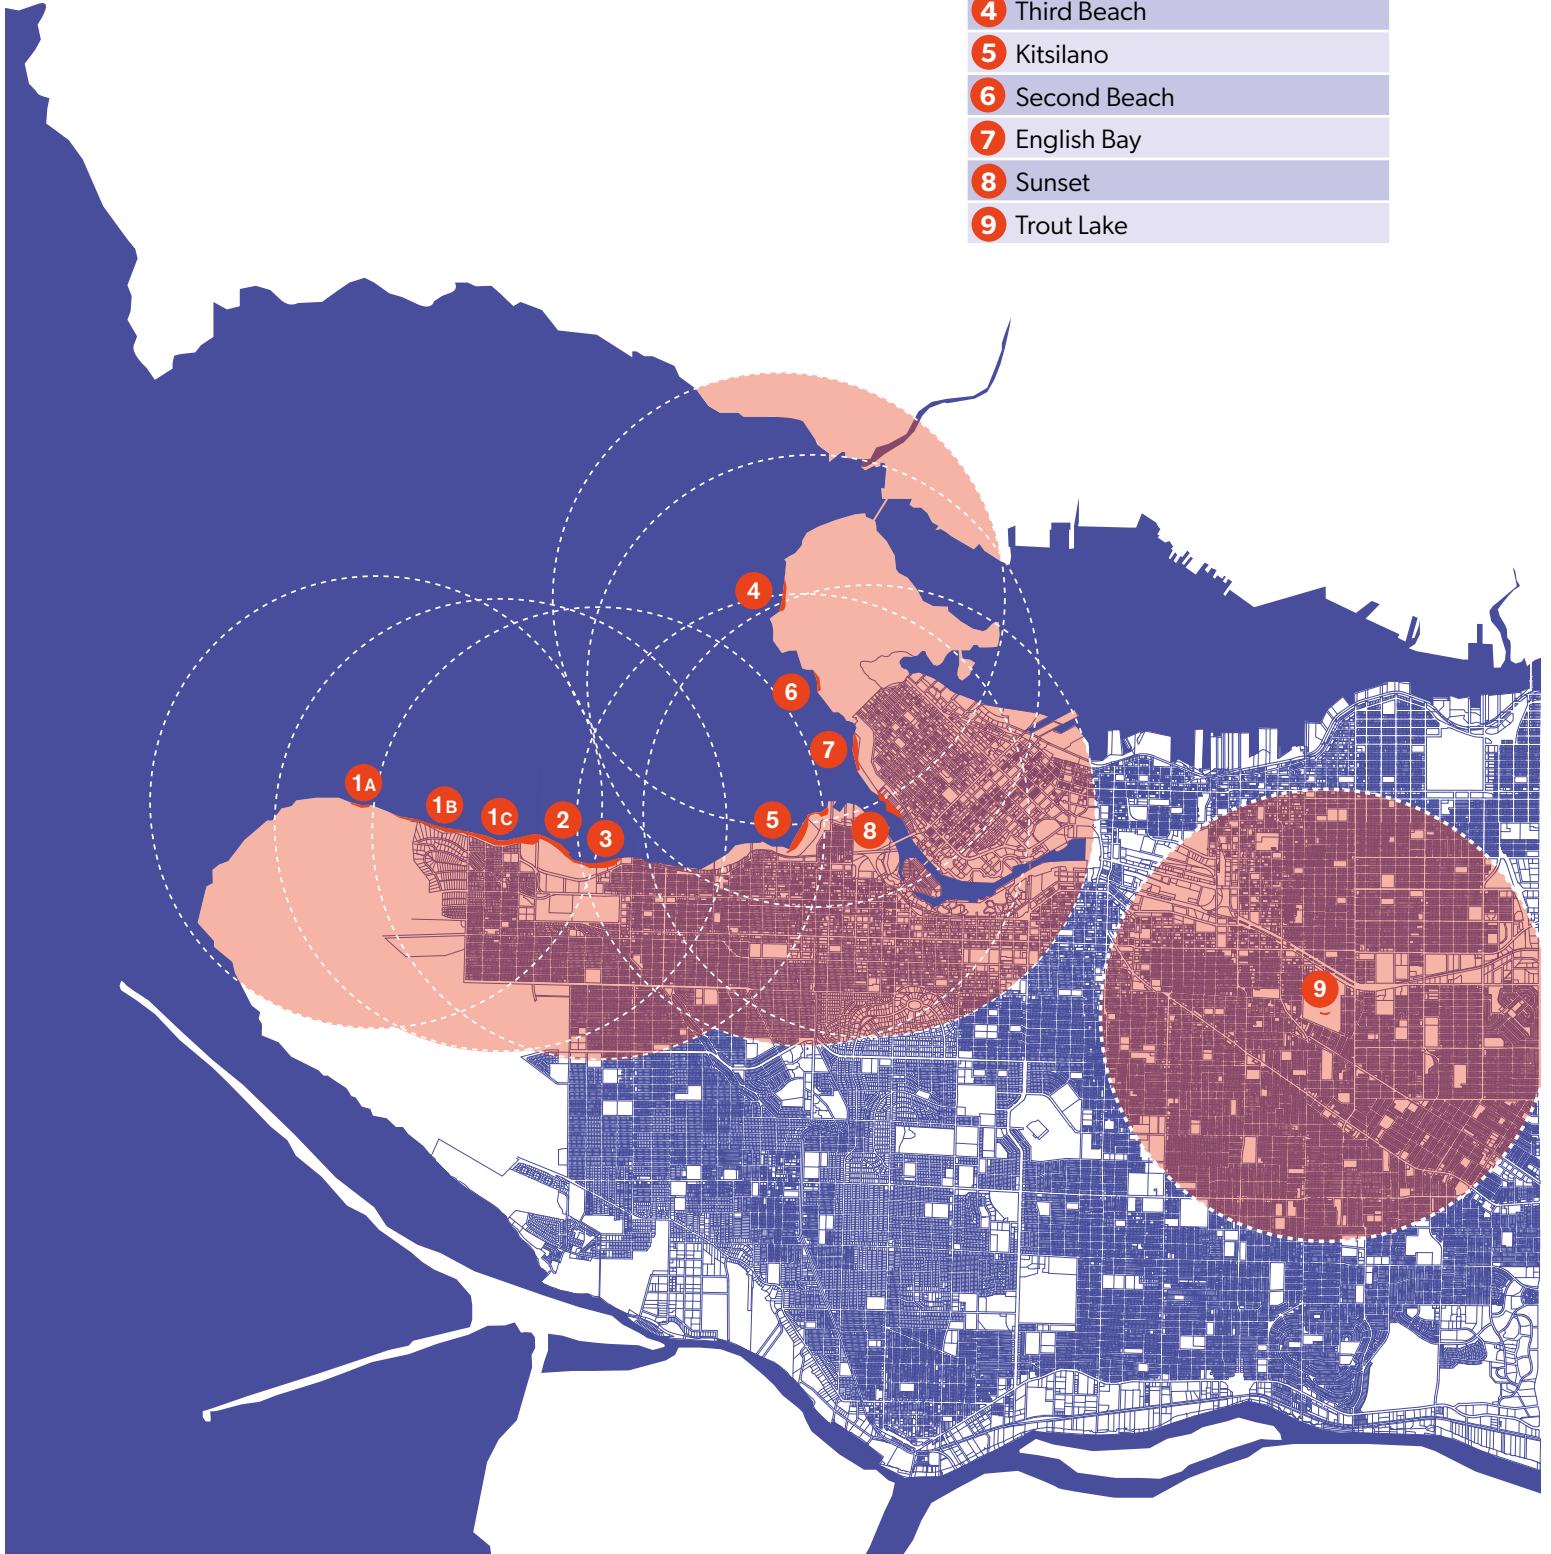 4 Third Beach
5 Kitsilano
6 Second Beach
7 English Bay
8 Sunset
9 Trout Lake
4
6
7
1A
1B
1C
2
3
5
8
9